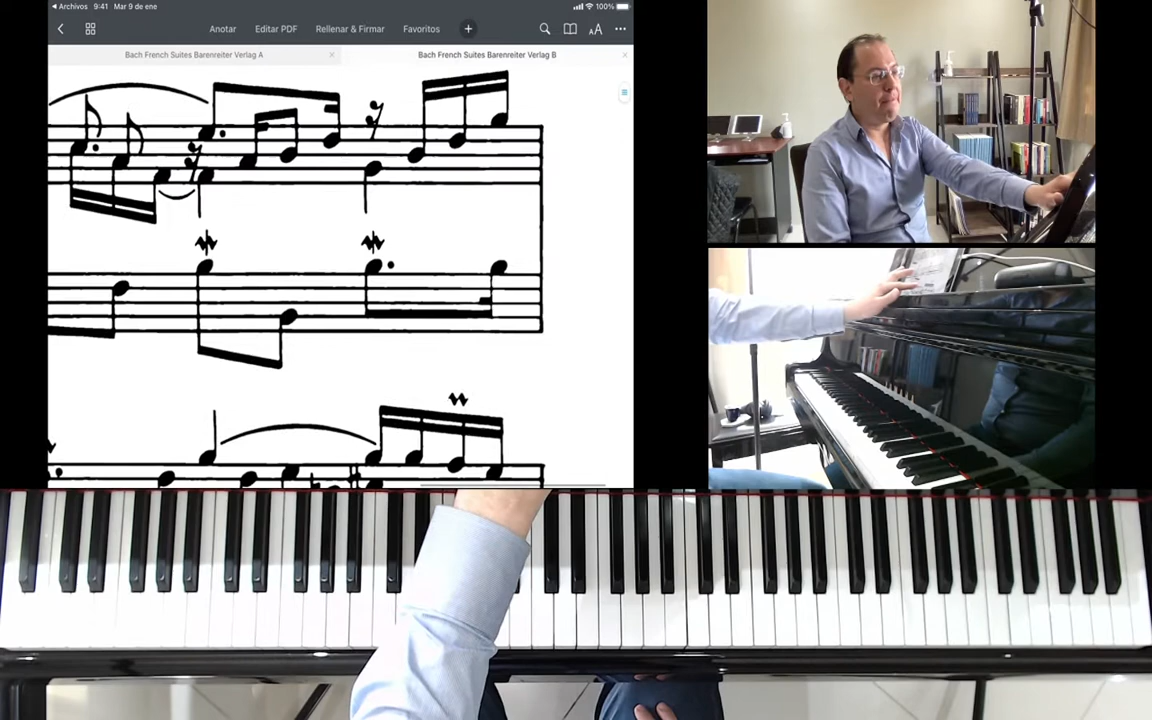 Archivos 9:41 Mar 9 de ene 100%
Anotar Editar PDF Rellenar & Firmar Favoritos + AA
Bach French Suites Barenreiter Verlag A × Bach French Suites Barenreiter Verlag B ×